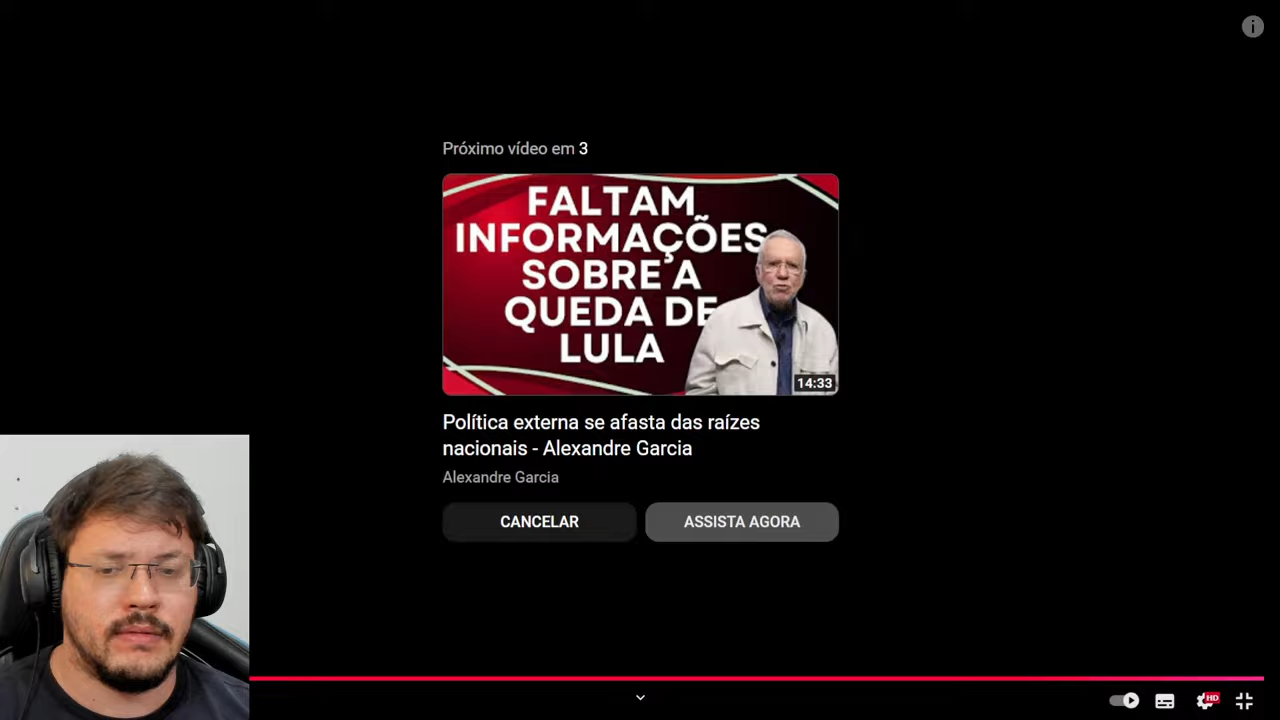 Próximo vídeo em 3
FALTAM
INFORMAÇÕES
SOBRE A
QUEDA DE
LULA
14:33
Política externa se afasta das raízes
nacionais - Alexandre Garcia
Alexandre Garcia
CANCELAR
ASSISTA AGORA
HD